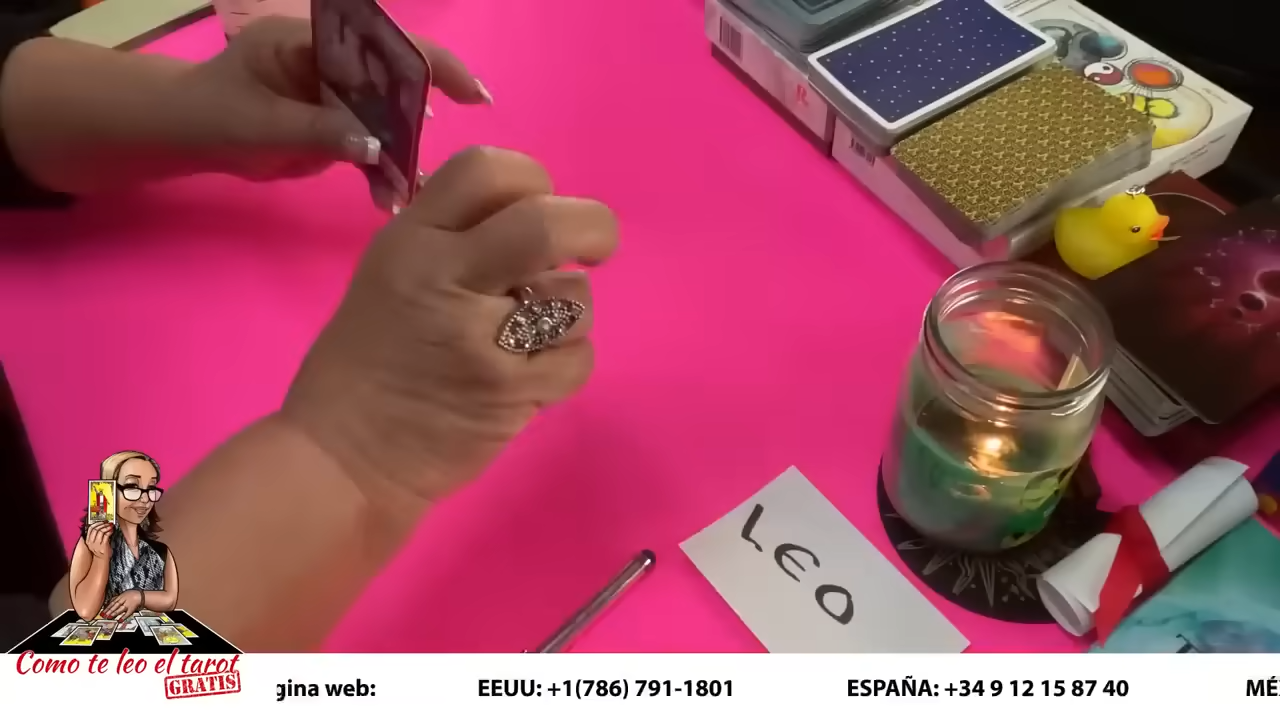 LEO
Como te leo el tarot
GRATIS
gina web: EEUU: +1(786) 791-1801 ESPAÑA: +34 9 12 15 87 40 MÉ